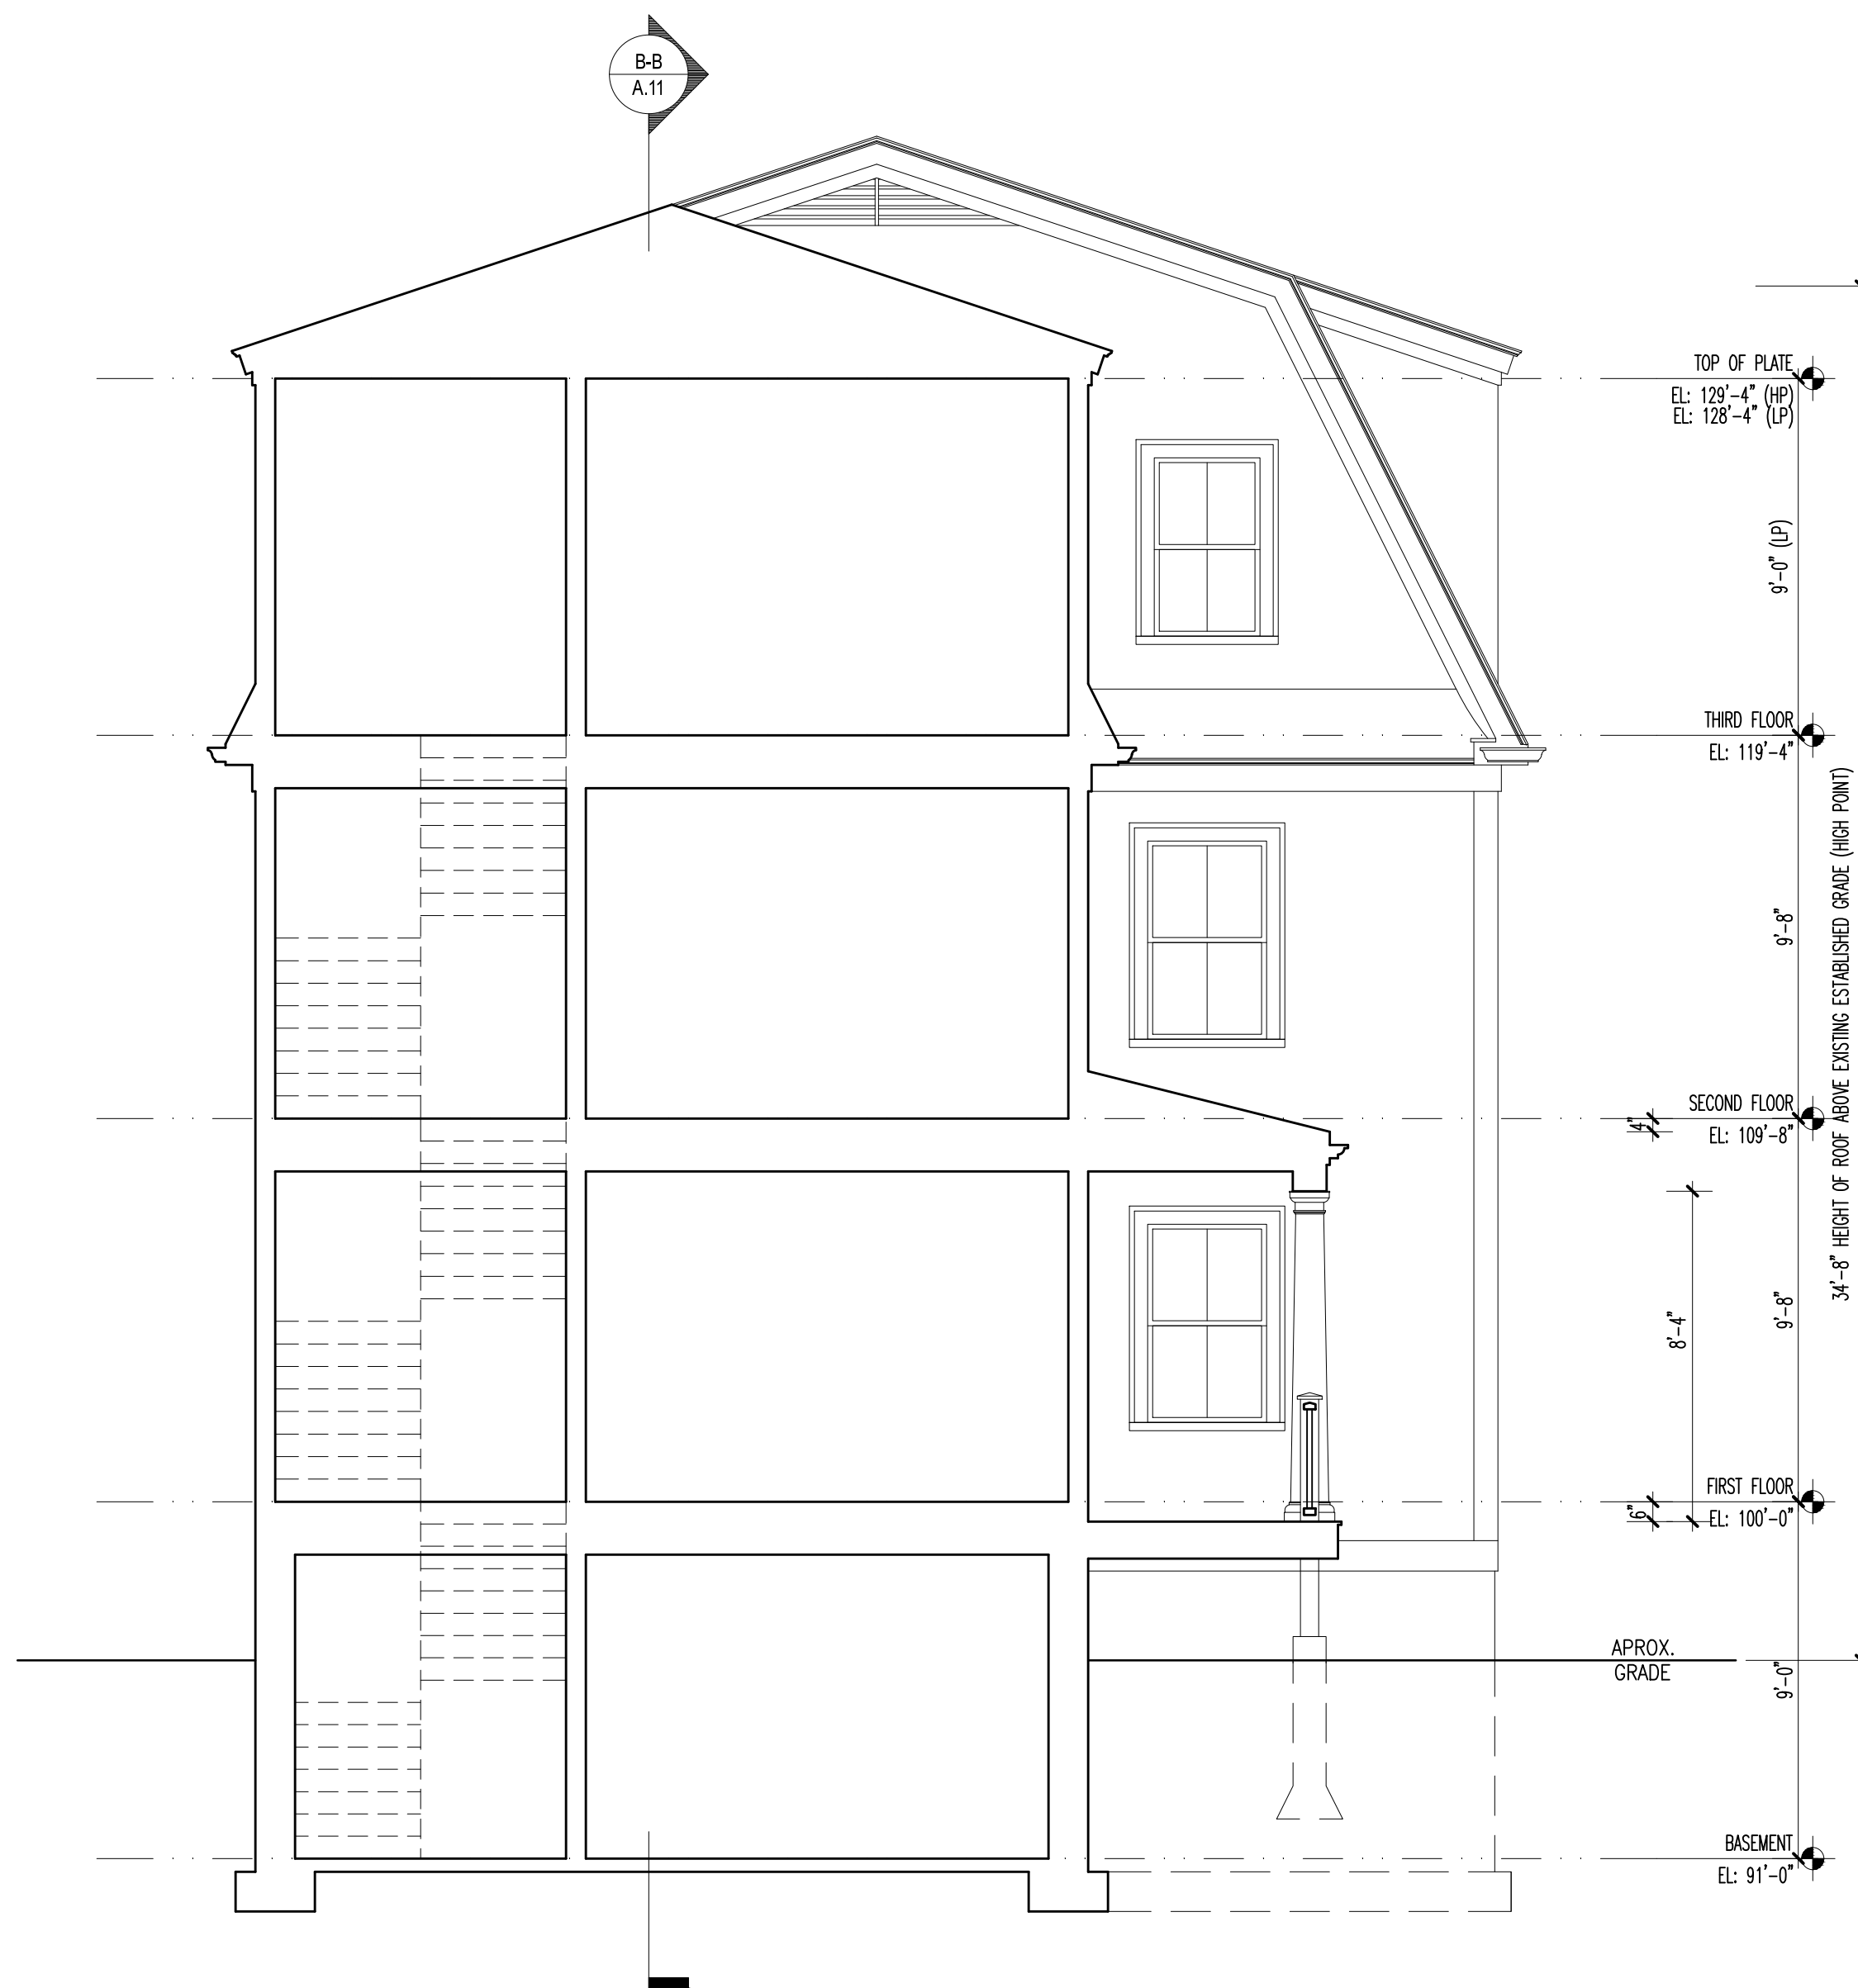 B-B
A.11
TOP OF PLATE
EL: 129'-4" (HP)
EL: 128'-4" (LP)
9'-0" (LP)
THIRD FLOOR
EL: 119'-4"
9'-8"
34'-8" HEIGHT OF ROOF ABOVE EXISTING ESTABLISHED GRADE (HIGH POINT)
SECOND FLOOR
EL: 109'-8"
4"
9'-8"
8'-4"
FIRST FLOOR
EL: 100'-0"
6"
APROX.
GRADE
9'-0"
BASEMENT
EL: 91'-0"